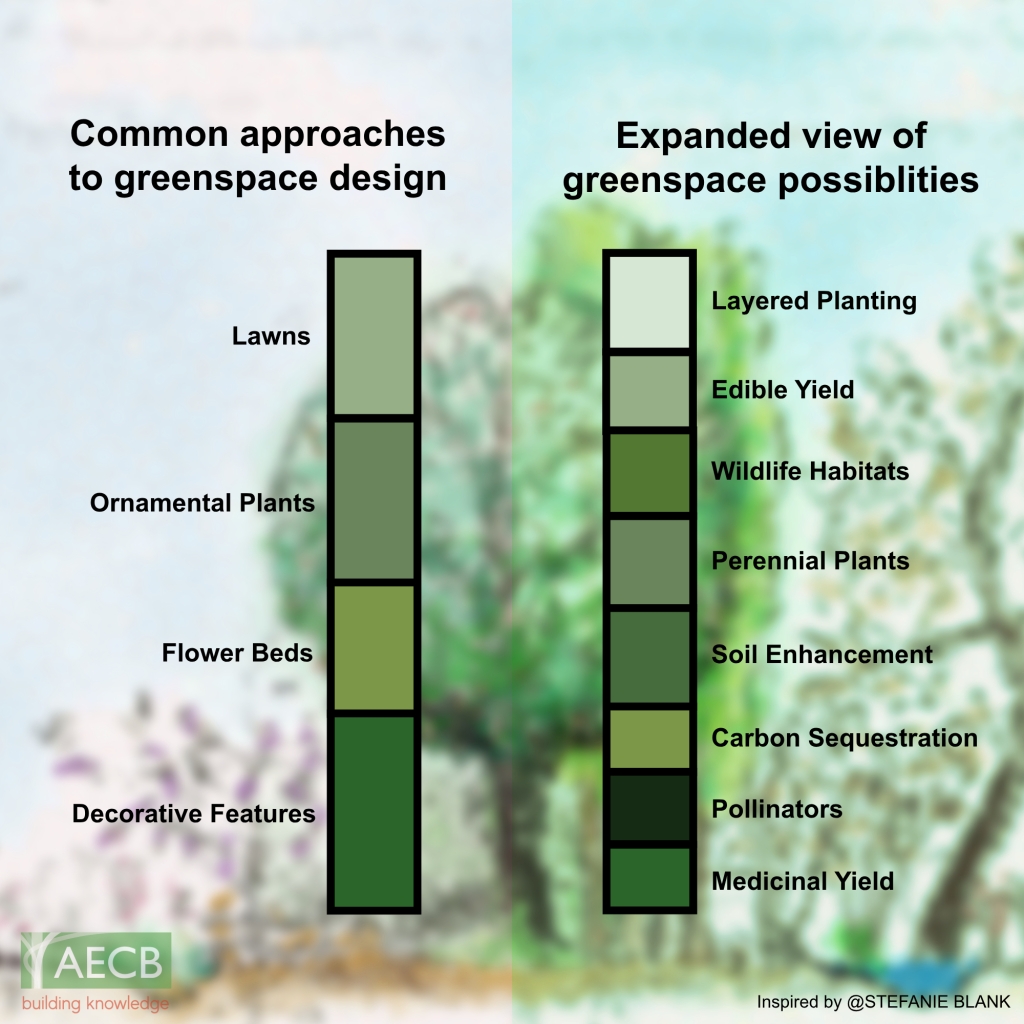 Common approaches
to greenspace design
Lawns
Ornamental Plants
Flower Beds
Decorative Features
Expanded view of
greenspace possiblities
Layered Planting
Edible Yield
Wildlife Habitats
Perennial Plants
Soil Enhancement
Carbon Sequestration
Pollinators
Medicinal Yield
AECB
building knowledge
Inspired by @STEFANIE BLANK